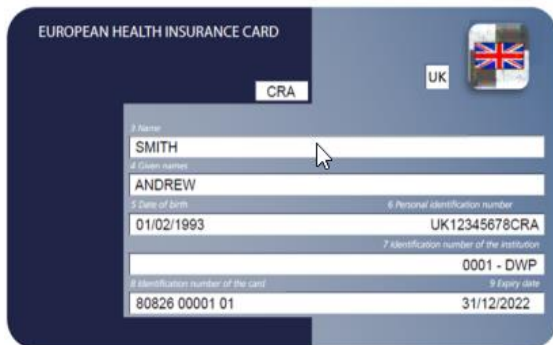 EUROPEAN HEALTH INSURANCE CARD
UK
CRA
3 Name
SMITH
4 Given names
ANDREW
5 Date of birth 6 Personal identification number
01/02/1993 UK12345678CRA
7 Identification number of the institution
0001 - DWP
8 Identification number of the card 9 Expiry date
80826 00001 01 31/12/2022